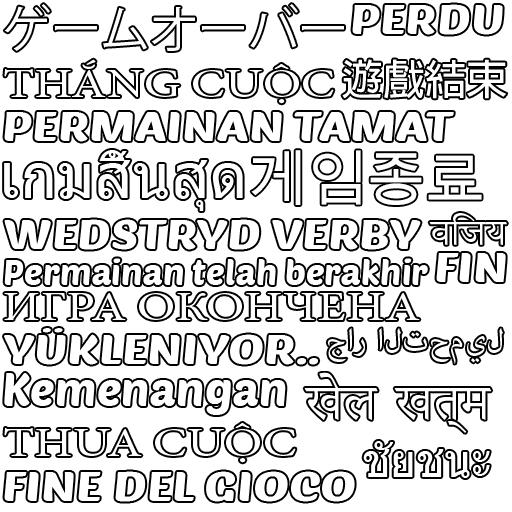 ゲームオーバー PERDU
THẮNG CUỘC 遊戲結束
PERMAINAN TAMAT
เกมสิ้นสุด 게임종료
WEDSTRYD VERBY वजिय
Permainan telah berakhir FIN
ИГРА ОКОНЧЕНА
YÜKLENIYOR.. جار التحميل
Kemenangan खेल खत्‌म
THUA CUỘC
ชัยชนะ
FINE DEL GIOCO